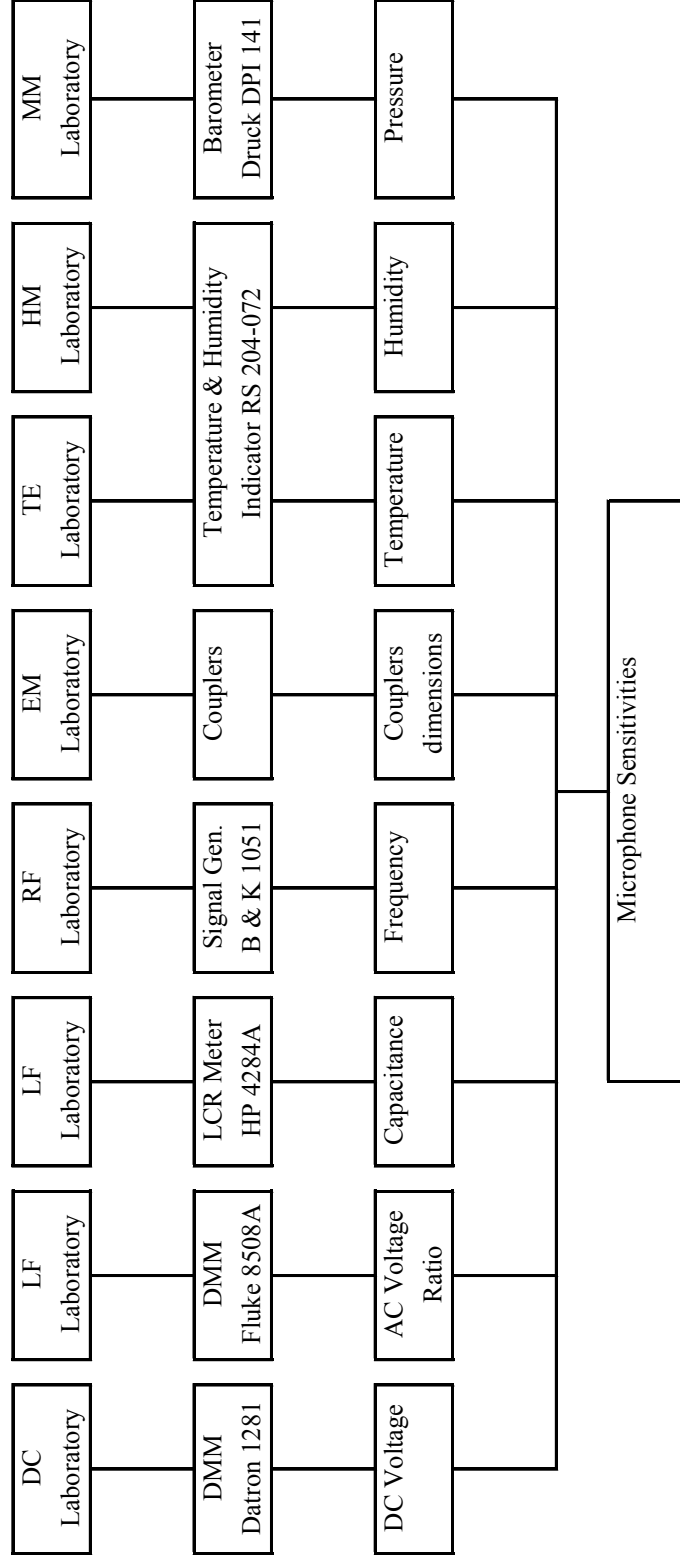 DC
Laboratory
LF
Laboratory
LF
Laboratory
RF
Laboratory
EM
Laboratory
TE
Laboratory
HM
Laboratory
MM
Laboratory
DMM
Datron 1281
DMM
Fluke 8508A
LCR Meter
HP 4284A
Signal Gen.
B & K 1051
Couplers
Temperature & Humidity
Indicator RS 204-072
Barometer
Druck DPI 141
DC Voltage
AC Voltage
Ratio
Capacitance
Frequency
Couplers
dimensions
Temperature
Humidity
Pressure
Microphone Sensitivities